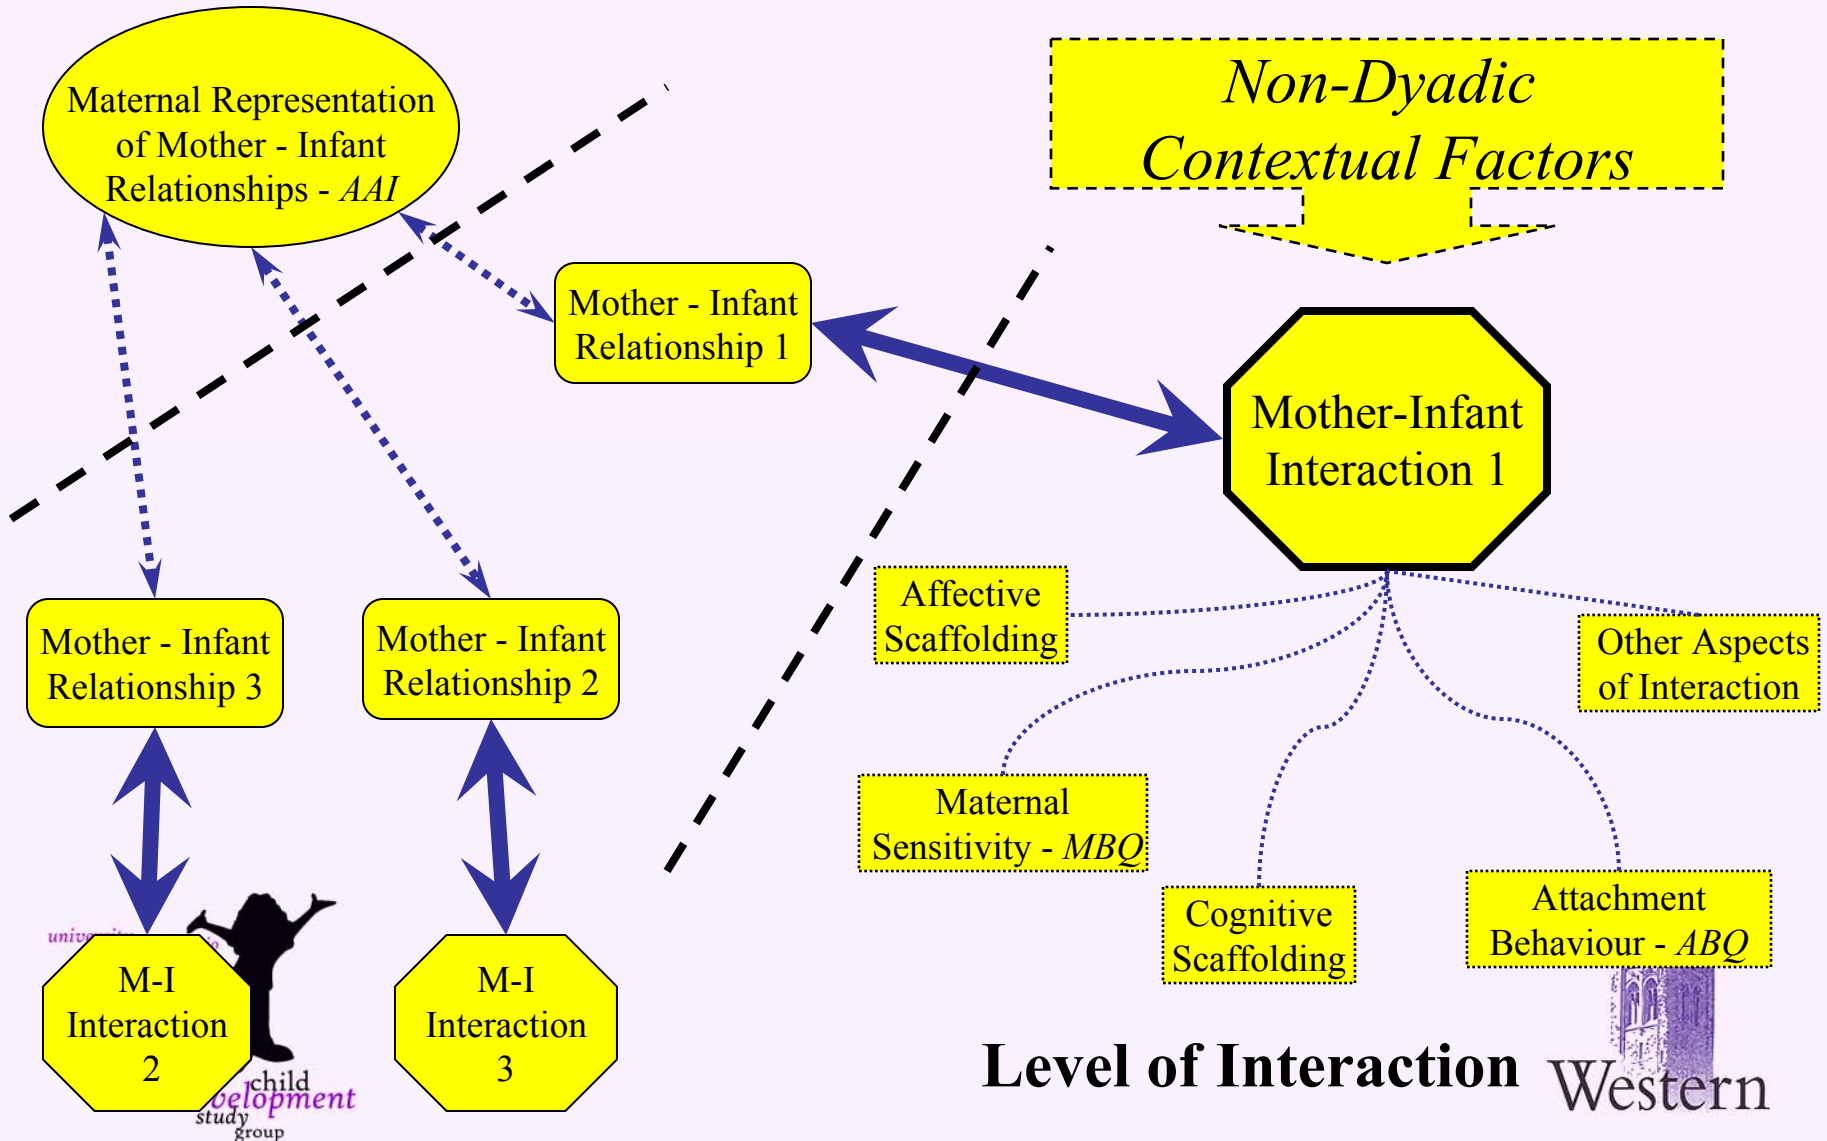 Maternal Representation
of Mother - Infant
Relationships - AAI
Non-Dyadic
Contextual Factors
Mother - Infant
Relationship 1
Mother-Infant
Interaction 1
Mother - Infant
Relationship 3
Mother - Infant
Relationship 2
Affective
Scaffolding
Other Aspects
of Interaction
Maternal
Sensitivity - MBQ
Cognitive
Scaffolding
Attachment
Behaviour - ABQ
M-I
Interaction
2
M-I
Interaction
3
child
study
group
Level of Interaction
Western